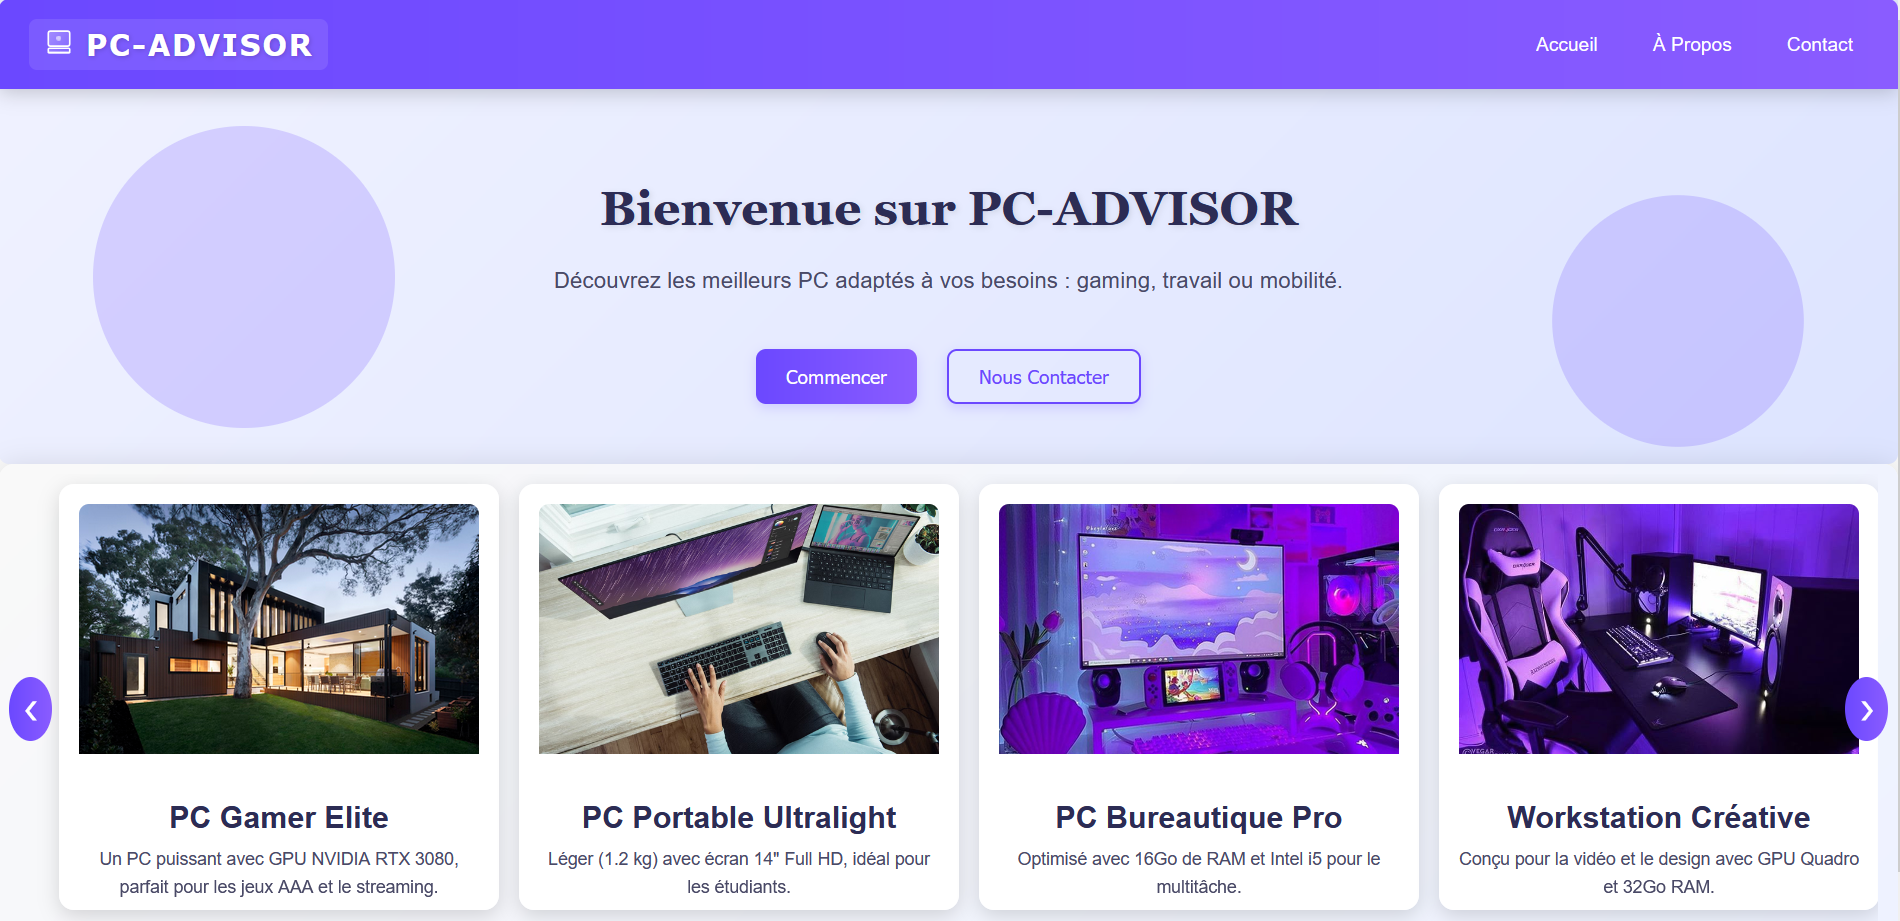 PC-ADVISOR
Accueil
À Propos
Contact
Bienvenue sur PC-ADVISOR
Découvrez les meilleurs PC adaptés à vos besoins : gaming, travail ou mobilité.
Commencer
Nous Contacter
PC Gamer Elite
Un PC puissant avec GPU NVIDIA RTX 3080,
parfait pour les jeux AAA et le streaming.
PC Portable Ultralight
Léger (1.2 kg) avec écran 14" Full HD, idéal pour
les étudiants.
PC Bureautique Pro
Optimisé avec 16Go de RAM et Intel i5 pour le
multitâche.
Workstation Créative
Conçu pour la vidéo et le design avec GPU Quadro
et 32Go RAM.